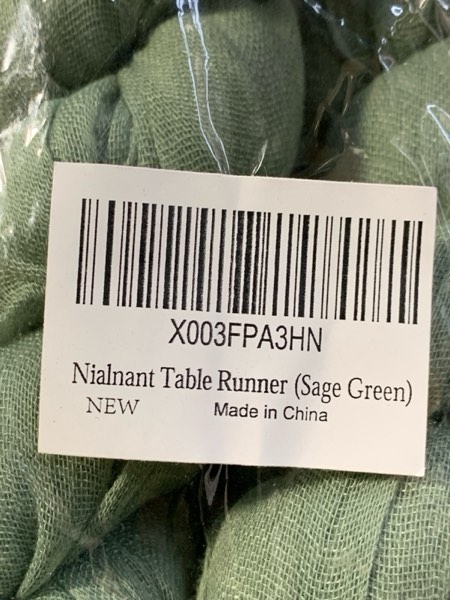 X003FPA3HN
Nialnant Table Runner (Sage Green)
NEW Made in China